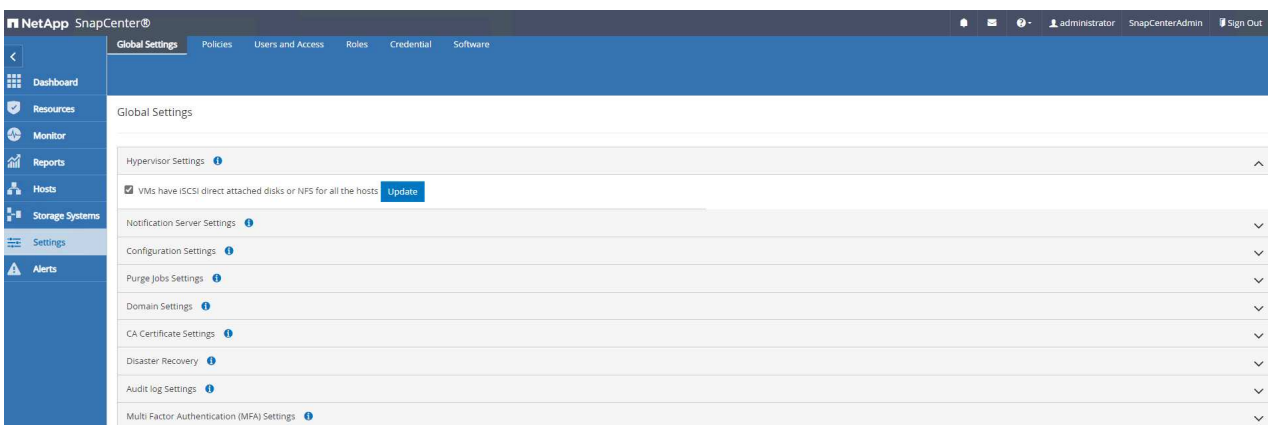 NetApp SnapCenter®
administrator SnapCenterAdmin Sign Out
Global Settings Policies Users and Access Roles Credential Software
Dashboard
Resources
Monitor
Reports
Hosts
Storage Systems
Settings
Alerts
Global Settings
Hypervisor Settings
VMs have iSCSI direct attached disks or NFS for all the hosts Update
Notification Server Settings
Configuration Settings
Purge Jobs Settings
Domain Settings
CA Certificate Settings
Disaster Recovery
Audit log Settings
Multi Factor Authentication (MFA) Settings